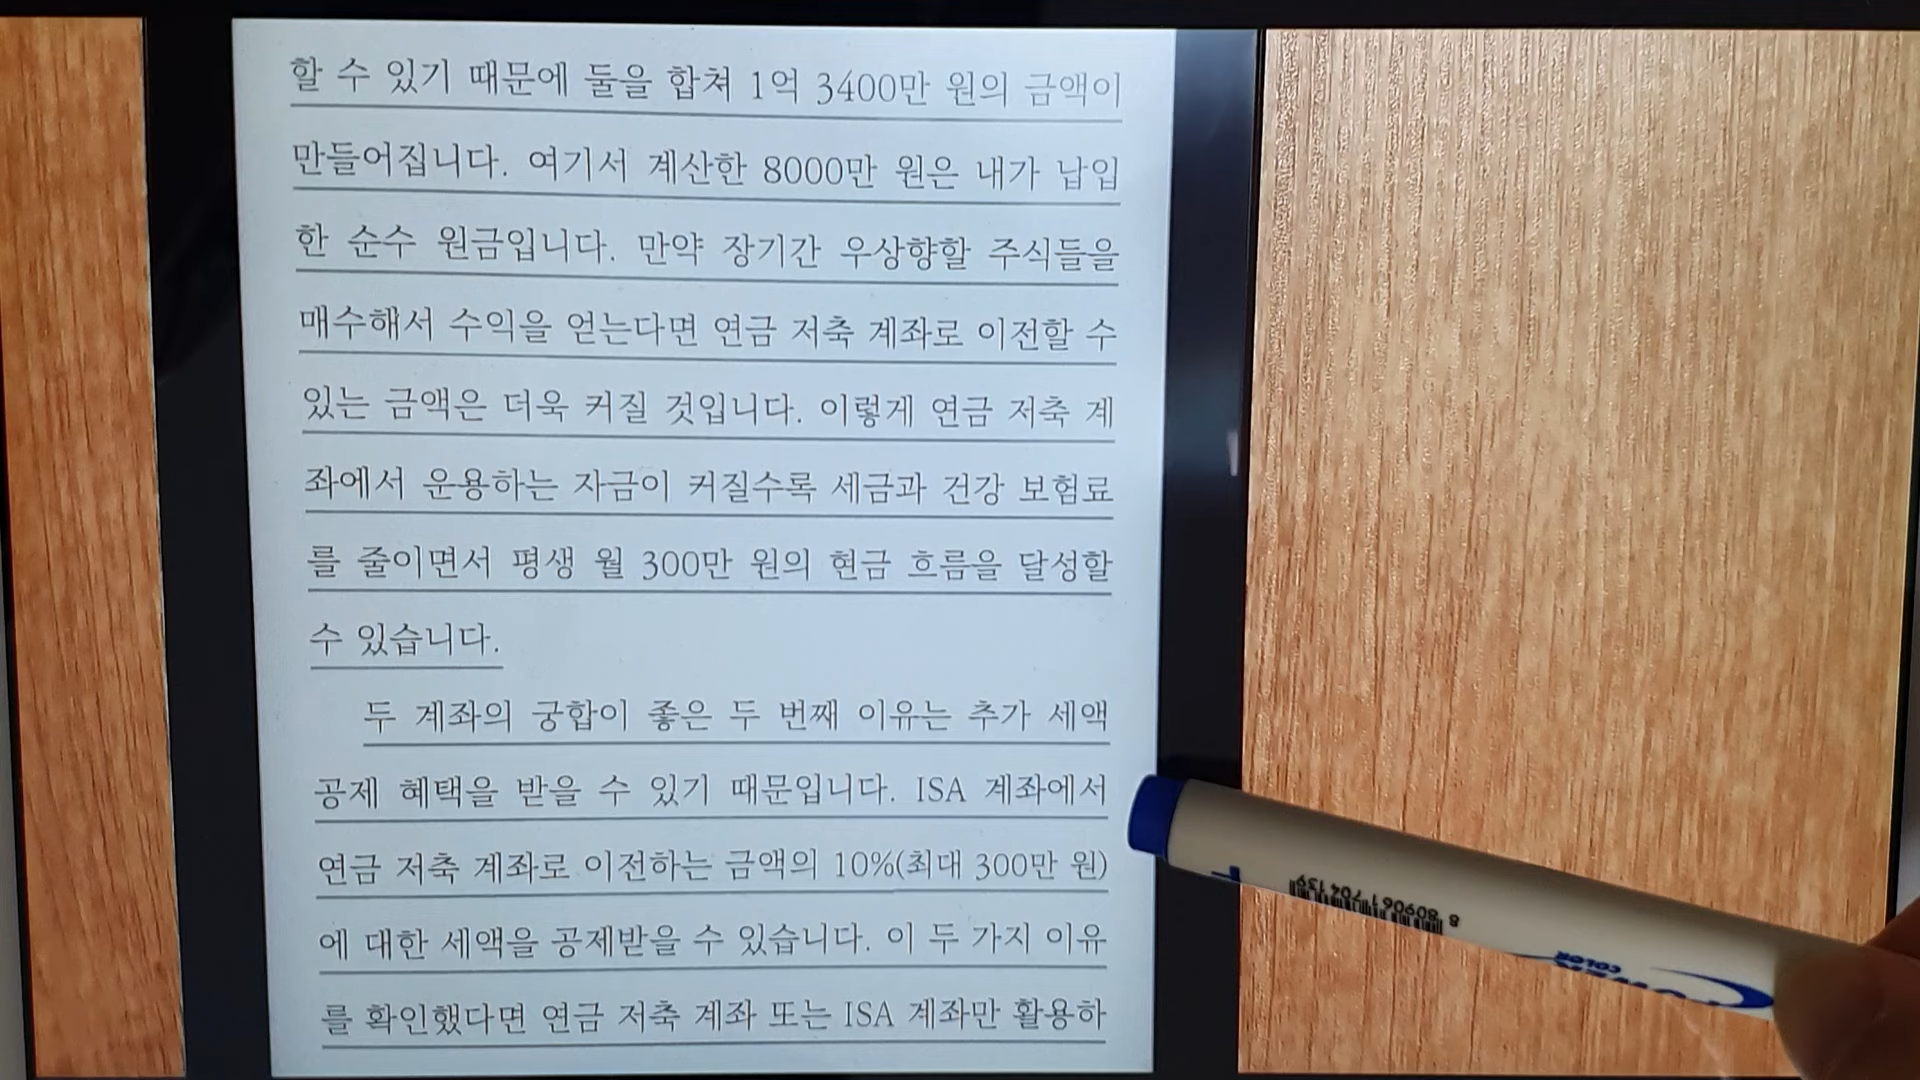 할 수 있기 때문에 둘을 합쳐 1억 3400만 원의 금액이
만들어집니다. 여기서 계산한 8000만 원은 내가 납입
한 순수 원금입니다. 만약 장기간 우상향할 주식들을
매수해서 수익을 얻는다면 연금 저축 계좌로 이전할 수
있는 금액은 더욱 커질 것입니다. 이렇게 연금 저축 계
좌에서 운용하는 자금이 커질수록 세금과 건강 보험료
를 줄이면서 평생 월 300만 원의 현금 흐름을 달성할
수 있습니다.
두 계좌의 궁합이 좋은 두 번째 이유는 추가 세액
공제 혜택을 받을 수 있기 때문입니다. ISA 계좌에서
연금 저축 계좌로 이전하는 금액의 10%(최대 300만 원)
에 대한 세액을 공제받을 수 있습니다. 이 두 가지 이유
를 확인했다면 연금 저축 계좌 또는 ISA 계좌만 활용하
8 809061 704139
COLOR